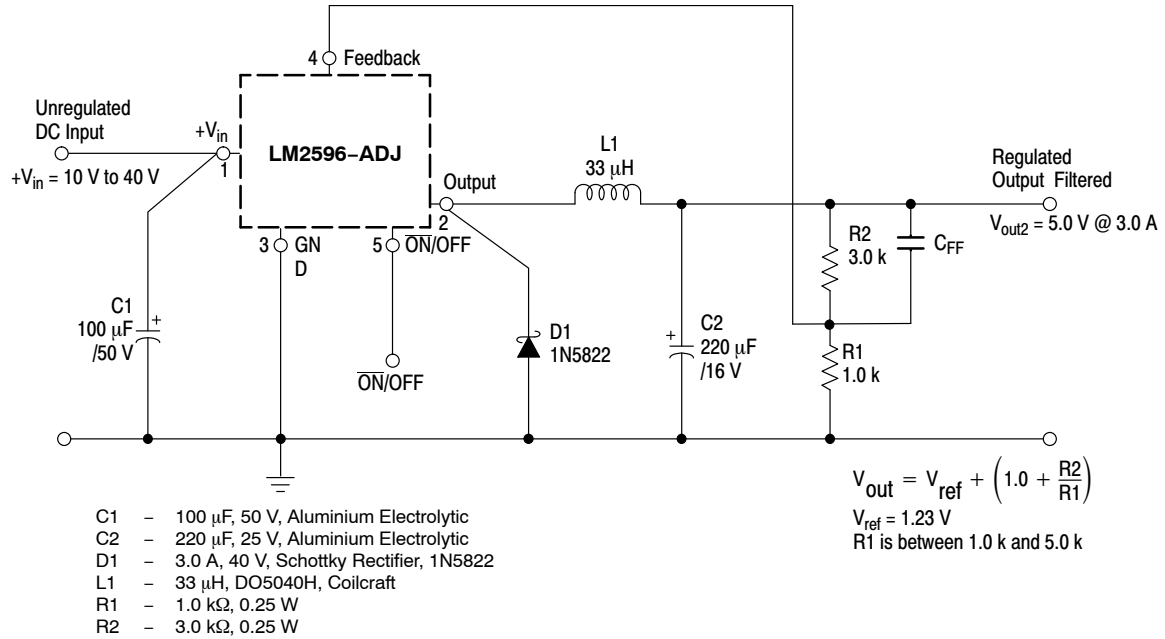 4 Feedback
Unregulated
DC Input
+Vin
1
+Vin = 10 V to 40 V
LM2596−ADJ
Output
2
3 GN
D
5 ON/OFF
ON/OFF
L1
33 μH
Regulated
Output Filtered
Vout2 = 5.0 V @ 3.0 A
R2
3.0 k
CFF
C1
100 μF
/50 V
+
D1
1N5822
C2
+
220 μF
/16 V
R1
1.0 k
Vout = Vref + (1.0 + R2/R1)
Vref = 1.23 V
R1 is between 1.0 k and 5.0 k
C1 – 100 μF, 50 V, Aluminium Electrolytic
C2 – 220 μF, 25 V, Aluminium Electrolytic
D1 – 3.0 A, 40 V, Schottky Rectifier, 1N5822
L1 – 33 μH, DO5040H, Coilcraft
R1 – 1.0 kΩ, 0.25 W
R2 – 3.0 kΩ, 0.25 W